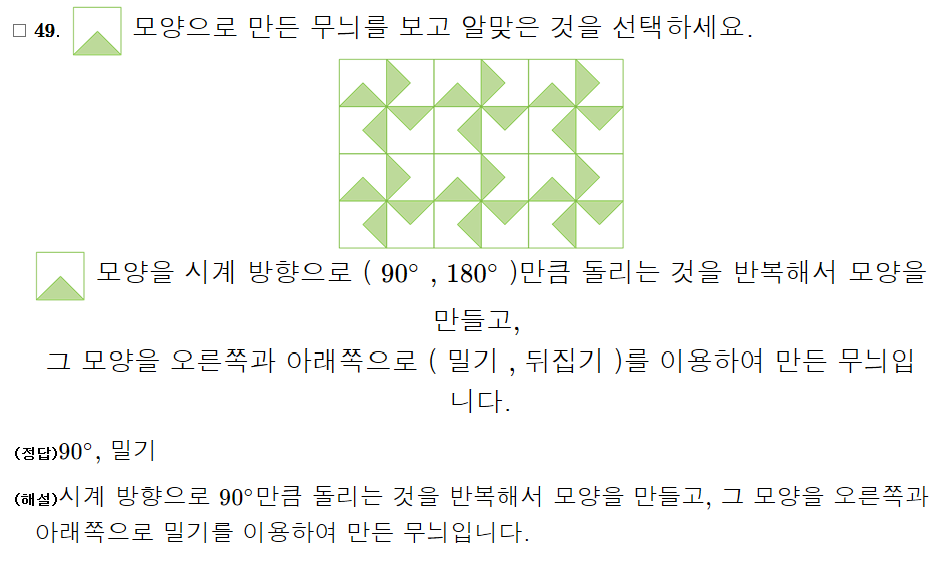 □ 49. 모양으로 만든 무늬를 보고 알맞은 것을 선택하세요.
모양을 시계 방향으로 ( 90° , 180° )만큼 돌리는 것을 반복해서 모양을
만들고,
그 모양을 오른쪽과 아래쪽으로 ( 밀기 , 뒤집기 )를 이용하여 만든 무늬입
니다.
(정답)90°, 밀기
(해설)시계 방향으로 90°만큼 돌리는 것을 반복해서 모양을 만들고, 그 모양을 오른쪽과
아래쪽으로 밀기를 이용하여 만든 무늬입니다.